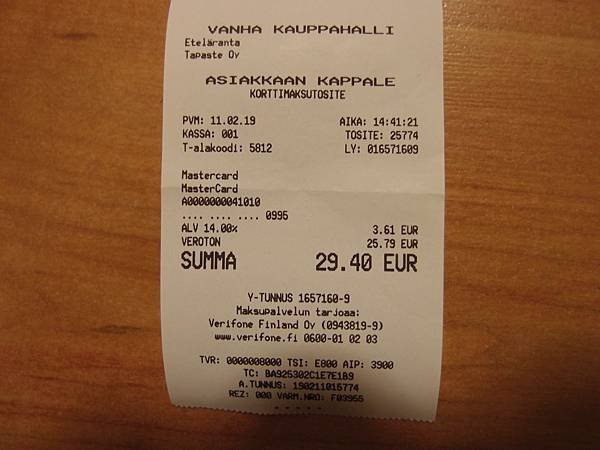 VANHA KAUPPAHALLI
Eteläranta
Tapaste Oy
ASIAKKAAN KAPPALE
KORTTIMAKSUTOSITE
PVM: 11.02.19 AIKA: 14:41:21
KASSA: 001 TOSITE: 25774
T-alakoodi: 5812 LY: 016571609
Mastercard
MasterCard
A0000000041010
.... .... .... 0995
ALV 14.00% 3.61 EUR
VEROTON 25.79 EUR
SUMMA 29.40 EUR
Y-TUNNUS 1657160-9
Maksupalvelun tarjoaa:
Verifone Finland Oy (0943819-9)
www.verifone.fi 0600-01 02 03
TVR: 0000008000 TSI: E800 AIP: 3900
TC: BA925302C1E7E1B9
A.TUNNUS: 190211015774
REZ: 000 VARM.NRO: F03955
.....